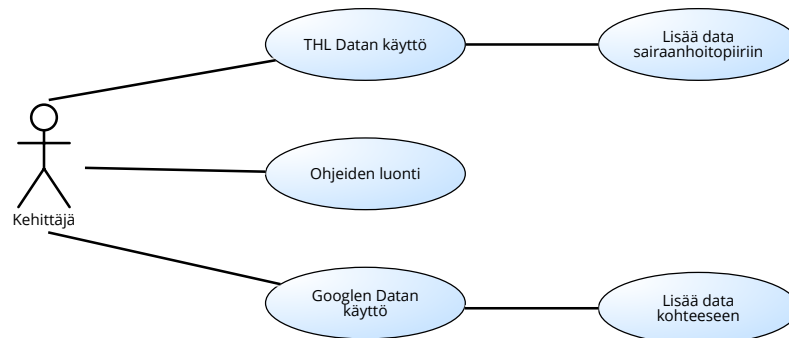 THL Datan käyttö
Lisää data
sairaanhoitopiiriin
Ohjeiden luonti
Kehittäjä
Googlen Datan
käyttö
Lisää data
kohteeseen